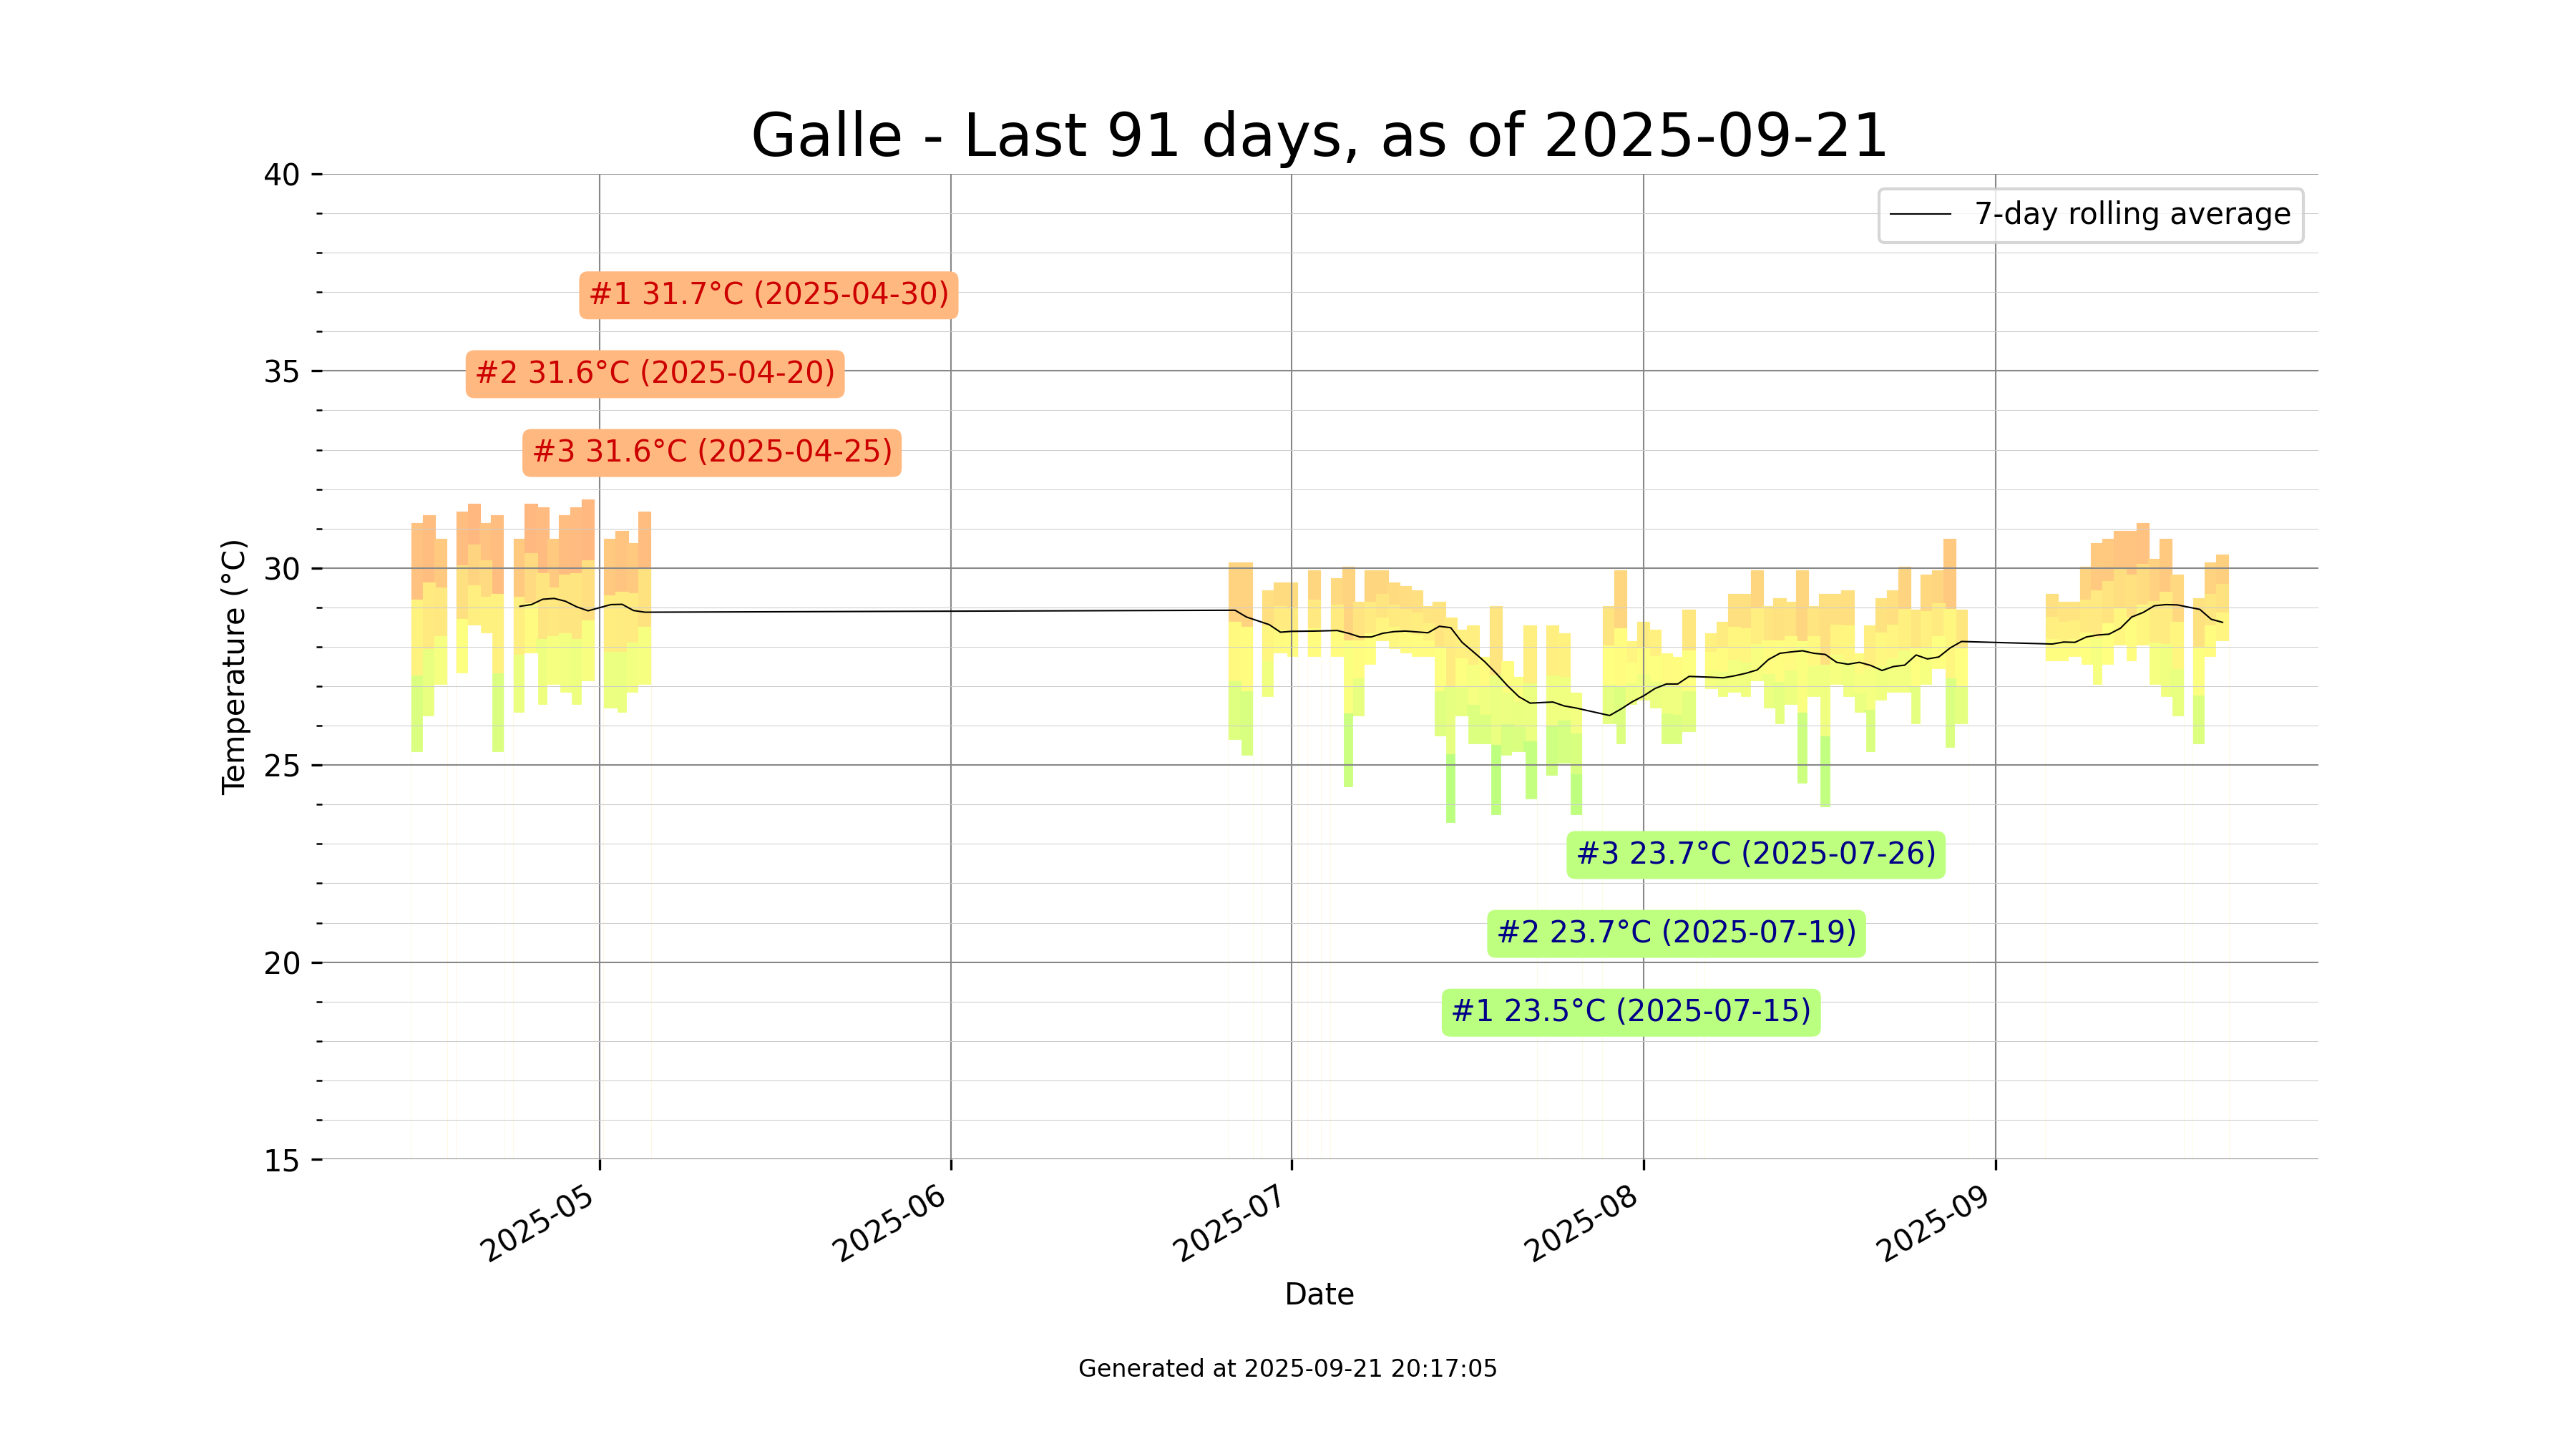 Galle - Last 91 days, as of 2025-09-21
40
7-day rolling average
#1 31.7°C (2025-04-30)
35
#2 31.6°C (2025-04-20)
#3 31.6°C (2025-04-25)
30
Temperature (°C)
25
#3 23.7°C (2025-07-26)
#2 23.7°C (2025-07-19)
20
#1 23.5°C (2025-07-15)
15
2025-05
2025-06
2025-07
2025-08
2025-09
Date
Generated at 2025-09-21 20:17:05